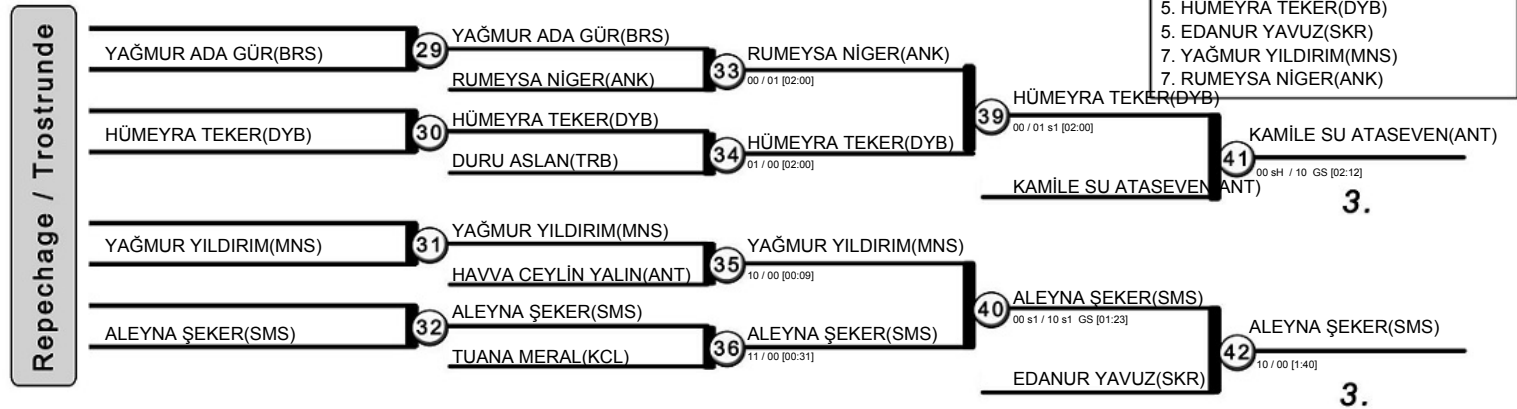 Repechage / Trostrunde
5. HÜMEYRA TEKER(DYB)
5. EDANUR YAVUZ(SKR)
7. YAĞMUR YILDIRIM(MNS)
7. RUMEYSA NİGER(ANK)
YAĞMUR ADA GÜR(BRS)
29
YAĞMUR ADA GÜR(BRS)
RUMEYSA NİGER(ANK)
33
RUMEYSA NİGER(ANK)
00 / 01 [02:00]
HÜMEYRA TEKER(DYB)
30
HÜMEYRA TEKER(DYB)
DURU ASLAN(TRB)
34
HÜMEYRA TEKER(DYB)
01 / 00 [02:00]
39
HÜMEYRA TEKER(DYB)
00 / 01 s1 [02:00]
KAMİLE SU ATASEVEN(ANT)
41
KAMİLE SU ATASEVEN(ANT)
00 sH / 10 GS [02:12]
3.
YAĞMUR YILDIRIM(MNS)
31
YAĞMUR YILDIRIM(MNS)
HAVVA CEYLİN YALIN(ANT)
35
YAĞMUR YILDIRIM(MNS)
10 / 00 [00:09]
ALEYNA ŞEKER(SMS)
32
ALEYNA ŞEKER(SMS)
TUANA MERAL(KCL)
36
ALEYNA ŞEKER(SMS)
11 / 00 [00:31]
40
ALEYNA ŞEKER(SMS)
00 s1 / 10 s1 GS [01:23]
EDANUR YAVUZ(SKR)
42
ALEYNA ŞEKER(SMS)
10 / 00 [1:40]
3.